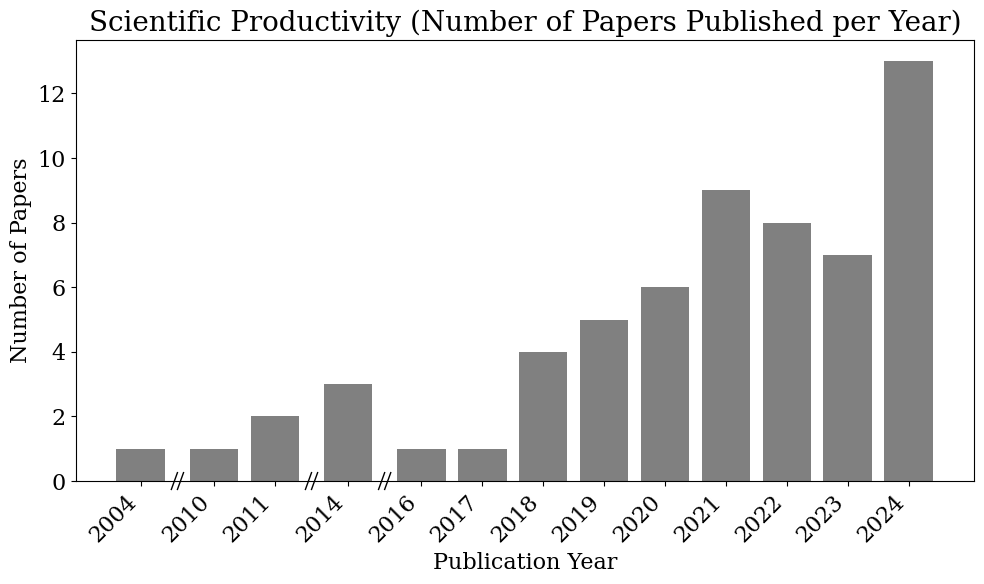 Scientific Productivity (Number of Papers Published per Year)
Number of Papers
12
10
8
6
4
2
0
2004 2010 2011 2014 2016 2017 2018 2019 2020 2021 2022 2023 2024
Publication Year